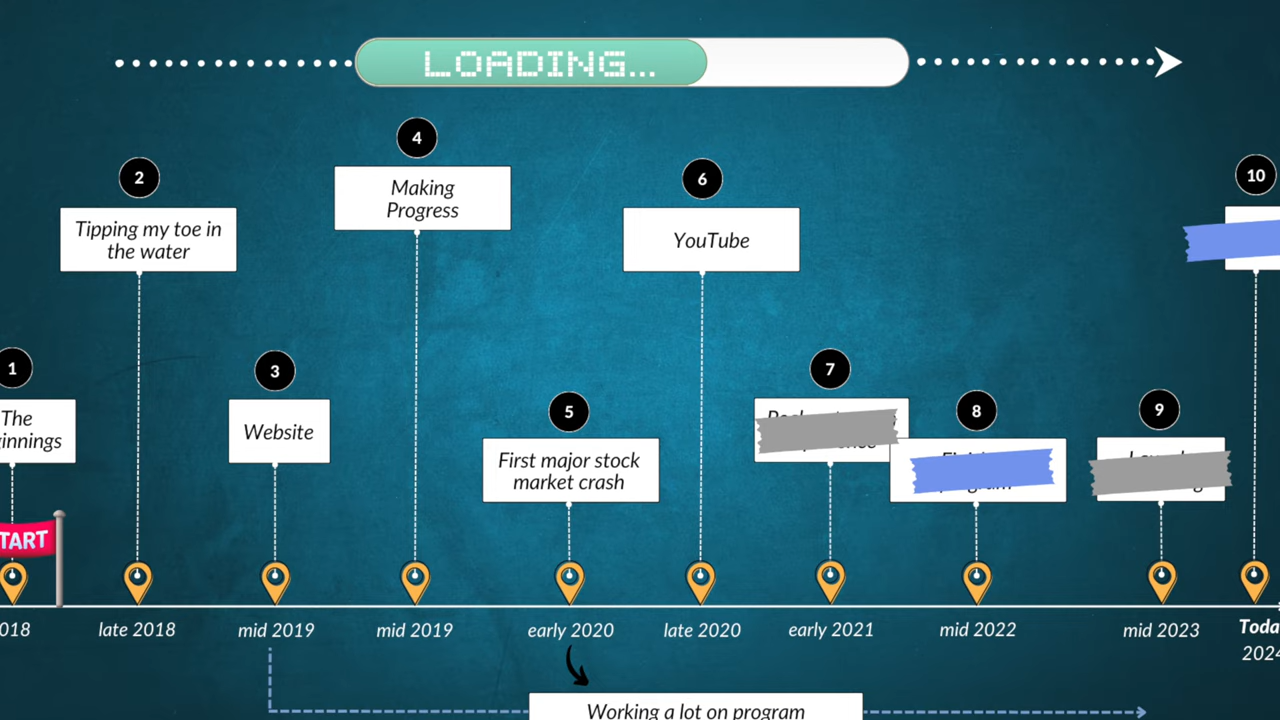 LOADING...
4
2
6
10
Making
Progress
Tipping my toe in
the water
YouTube
1
3
7
5
8
9
The
ginnings
Website
First major stock
market crash
TART
018
late 2018
mid 2019
mid 2019
early 2020
late 2020
early 2021
mid 2022
mid 2023
Toda
2024
Working a lot on program